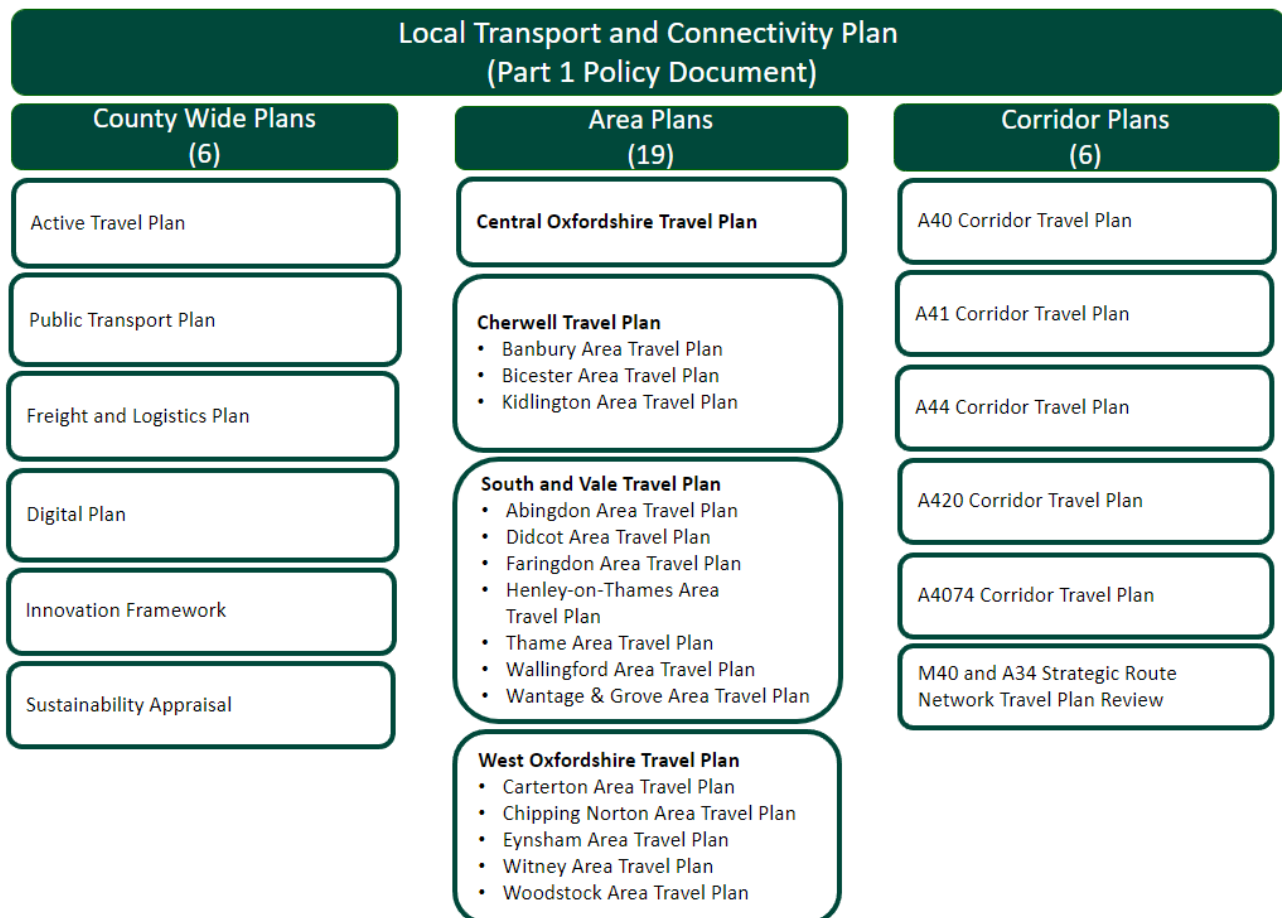 Local Transport and Connectivity Plan
(Part 1 Policy Document)
County Wide Plans
(6)
Active Travel Plan
Public Transport Plan
Freight and Logistics Plan
Digital Plan
Innovation Framework
Sustainability Appraisal
Area Plans
(19)
Central Oxfordshire Travel Plan
Cherwell Travel Plan
• Banbury Area Travel Plan
• Bicester Area Travel Plan
• Kidlington Area Travel Plan
South and Vale Travel Plan
• Abingdon Area Travel Plan
• Didcot Area Travel Plan
• Faringdon Area Travel Plan
• Henley-on-Thames Area
Travel Plan
• Thame Area Travel Plan
• Wallingford Area Travel Plan
• Wantage & Grove Area Travel Plan
West Oxfordshire Travel Plan
• Carterton Area Travel Plan
• Chipping Norton Area Travel Plan
• Eynsham Area Travel Plan
• Witney Area Travel Plan
• Woodstock Area Travel Plan
Corridor Plans
(6)
A40 Corridor Travel Plan
A41 Corridor Travel Plan
A44 Corridor Travel Plan
A420 Corridor Travel Plan
A4074 Corridor Travel Plan
M40 and A34 Strategic Route
Network Travel Plan Review